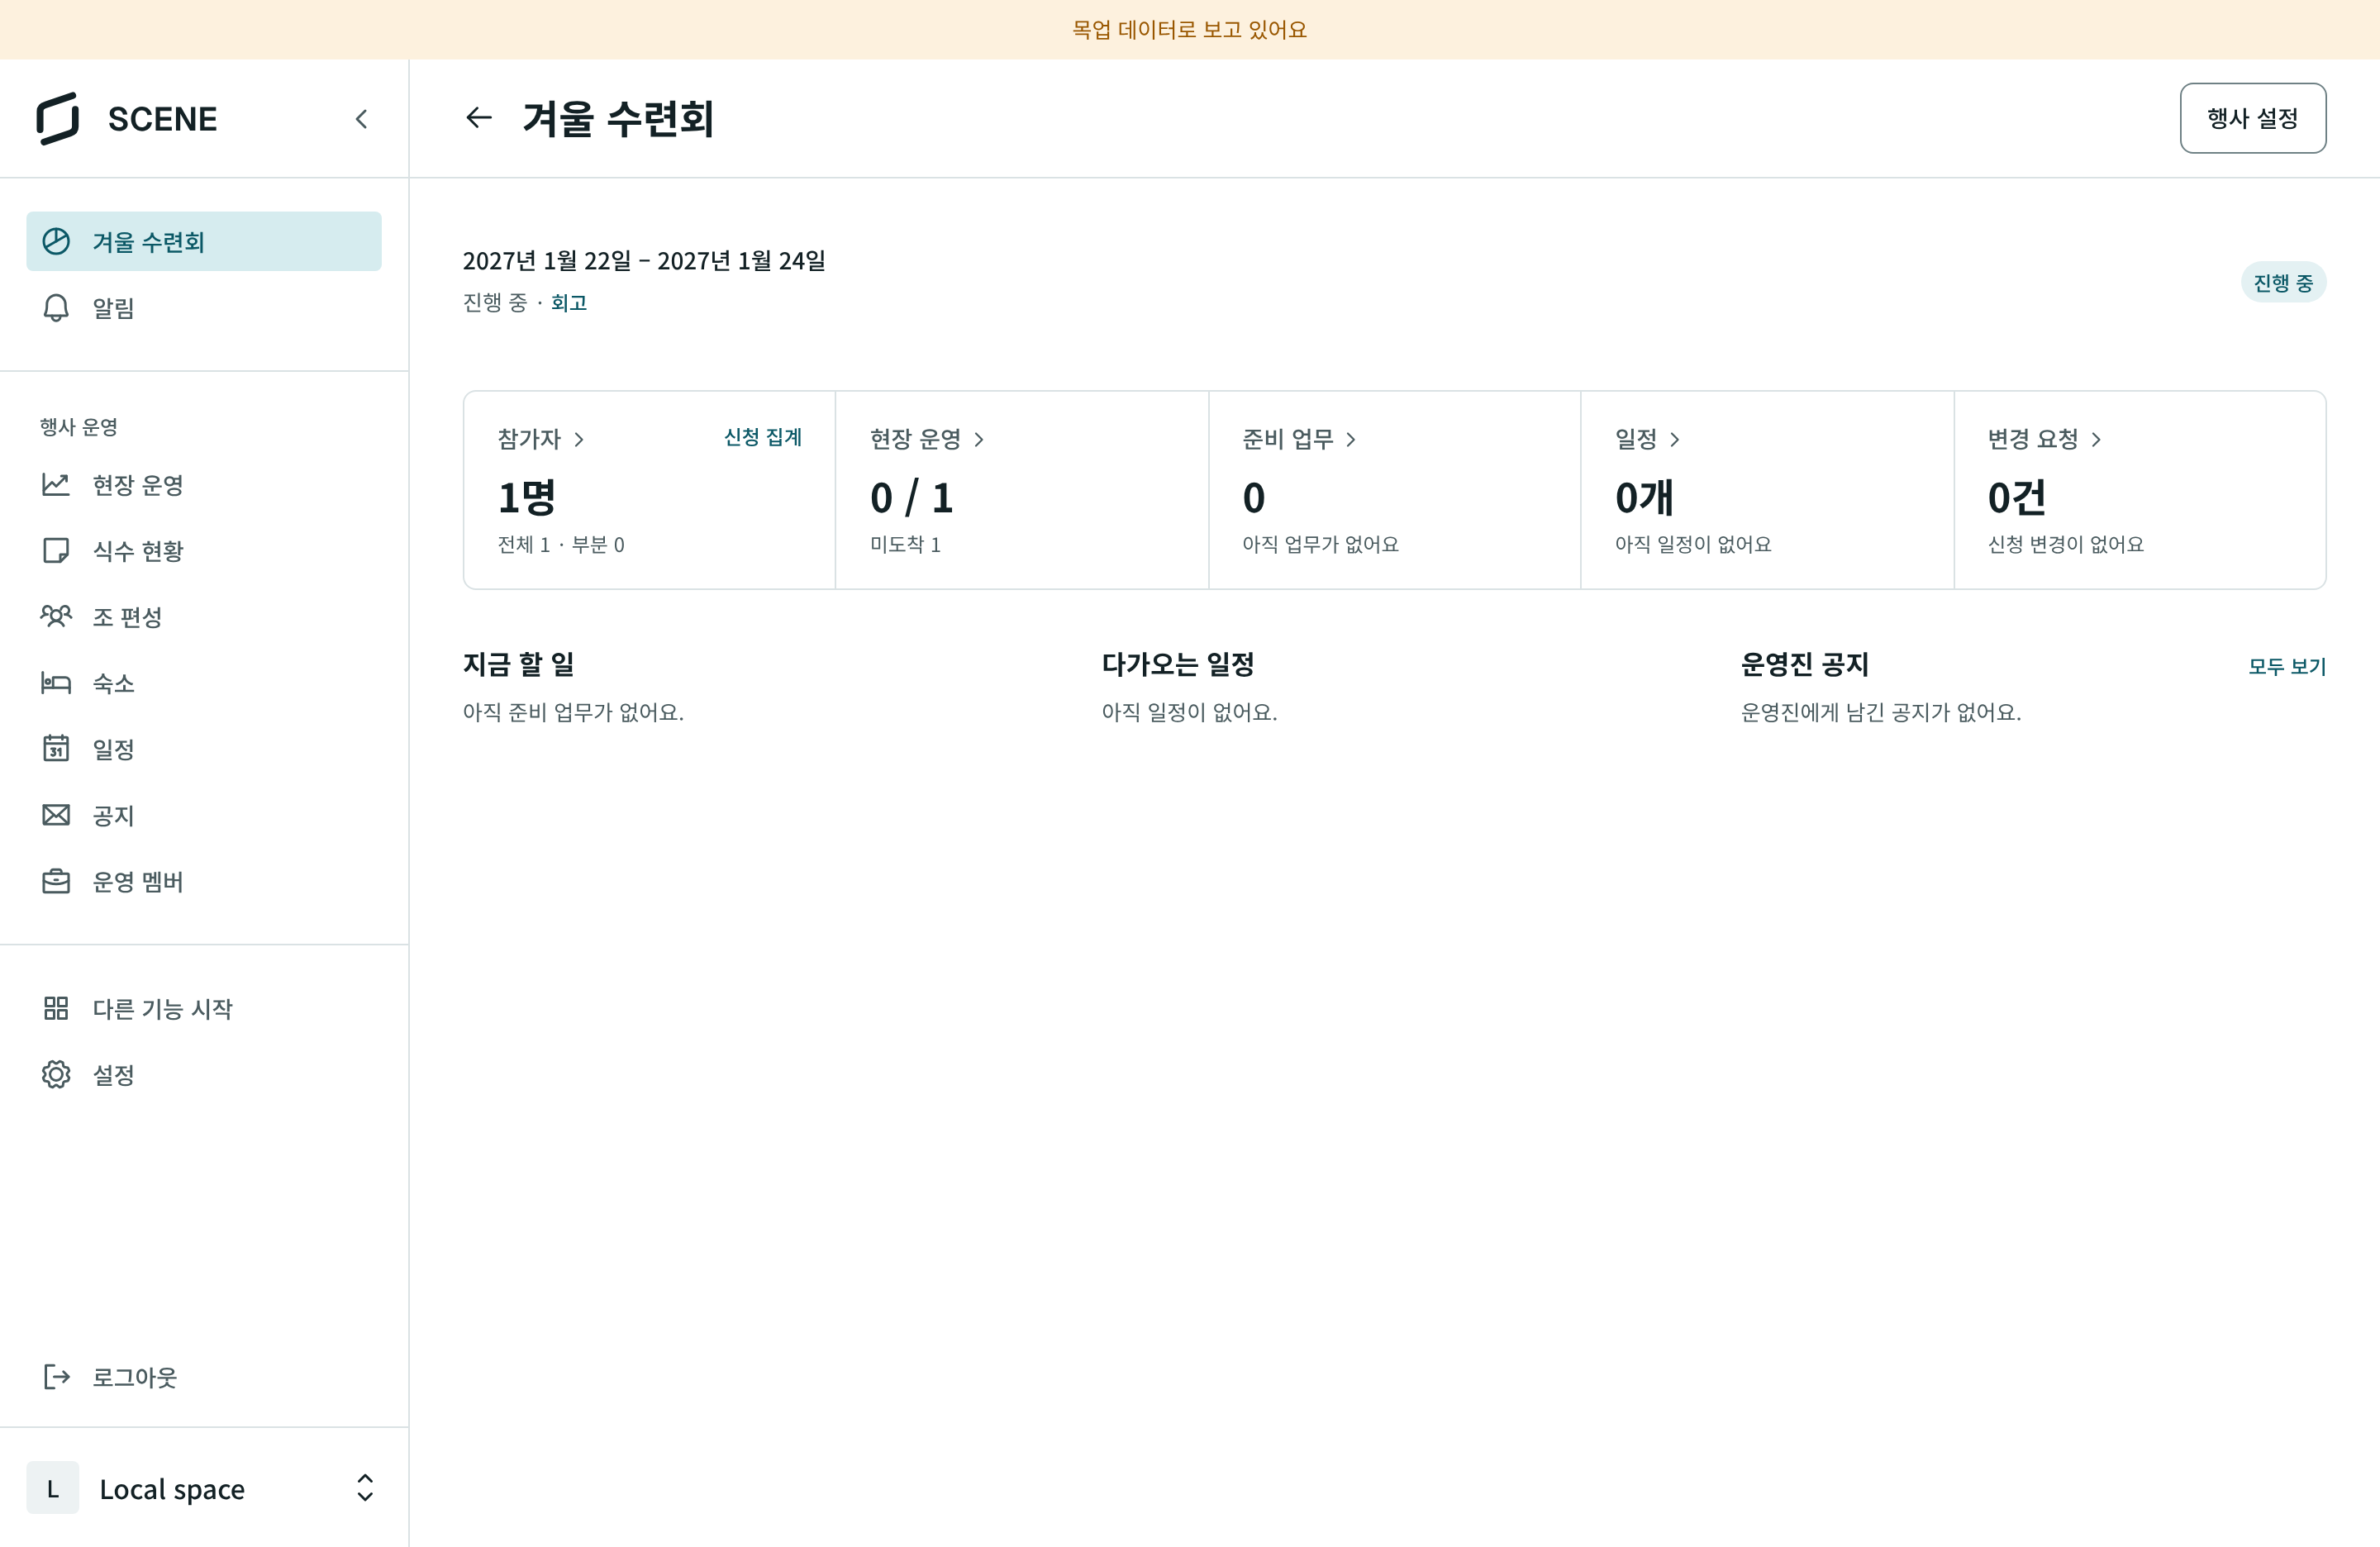 목업 데이터로 보고 있어요
SCENE
겨울 수련회
행사 설정
겨울 수련회
알림
행사 운영
현장 운영
식수 현황
조 편성
숙소
31
일정
공지
운영 멤버
다른 기능 시작
설정
로그아웃
L
Local space
2027년 1월 22일 – 2027년 1월 24일
진행 중 · 회고
진행 중
참가자
신청 집계
1명
전체 1 · 부분 0
현장 운영
0 / 1
미도착 1
준비 업무
0
아직 업무가 없어요
일정
0개
아직 일정이 없어요
변경 요청
0건
신청 변경이 없어요
지금 할 일
아직 준비 업무가 없어요.
다가오는 일정
아직 일정이 없어요.
운영진 공지
모두 보기
운영진에게 남긴 공지가 없어요.